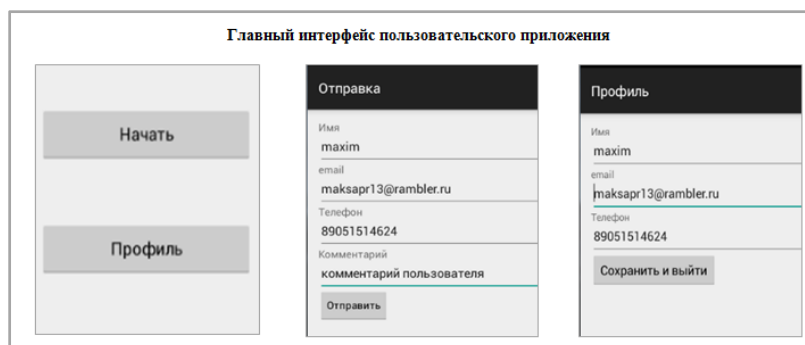 Главный интерфейс пользовательского приложения
Начать
Профиль
Отправка
Имя
maxim
email
maksapr13@rambler.ru
Телефон
89051514624
Комментарий
комментарий пользователя
Отправить
Профиль
Имя
maxim
email
maksapr13@rambler.ru
Телефон
89051514624
Сохранить и выйти